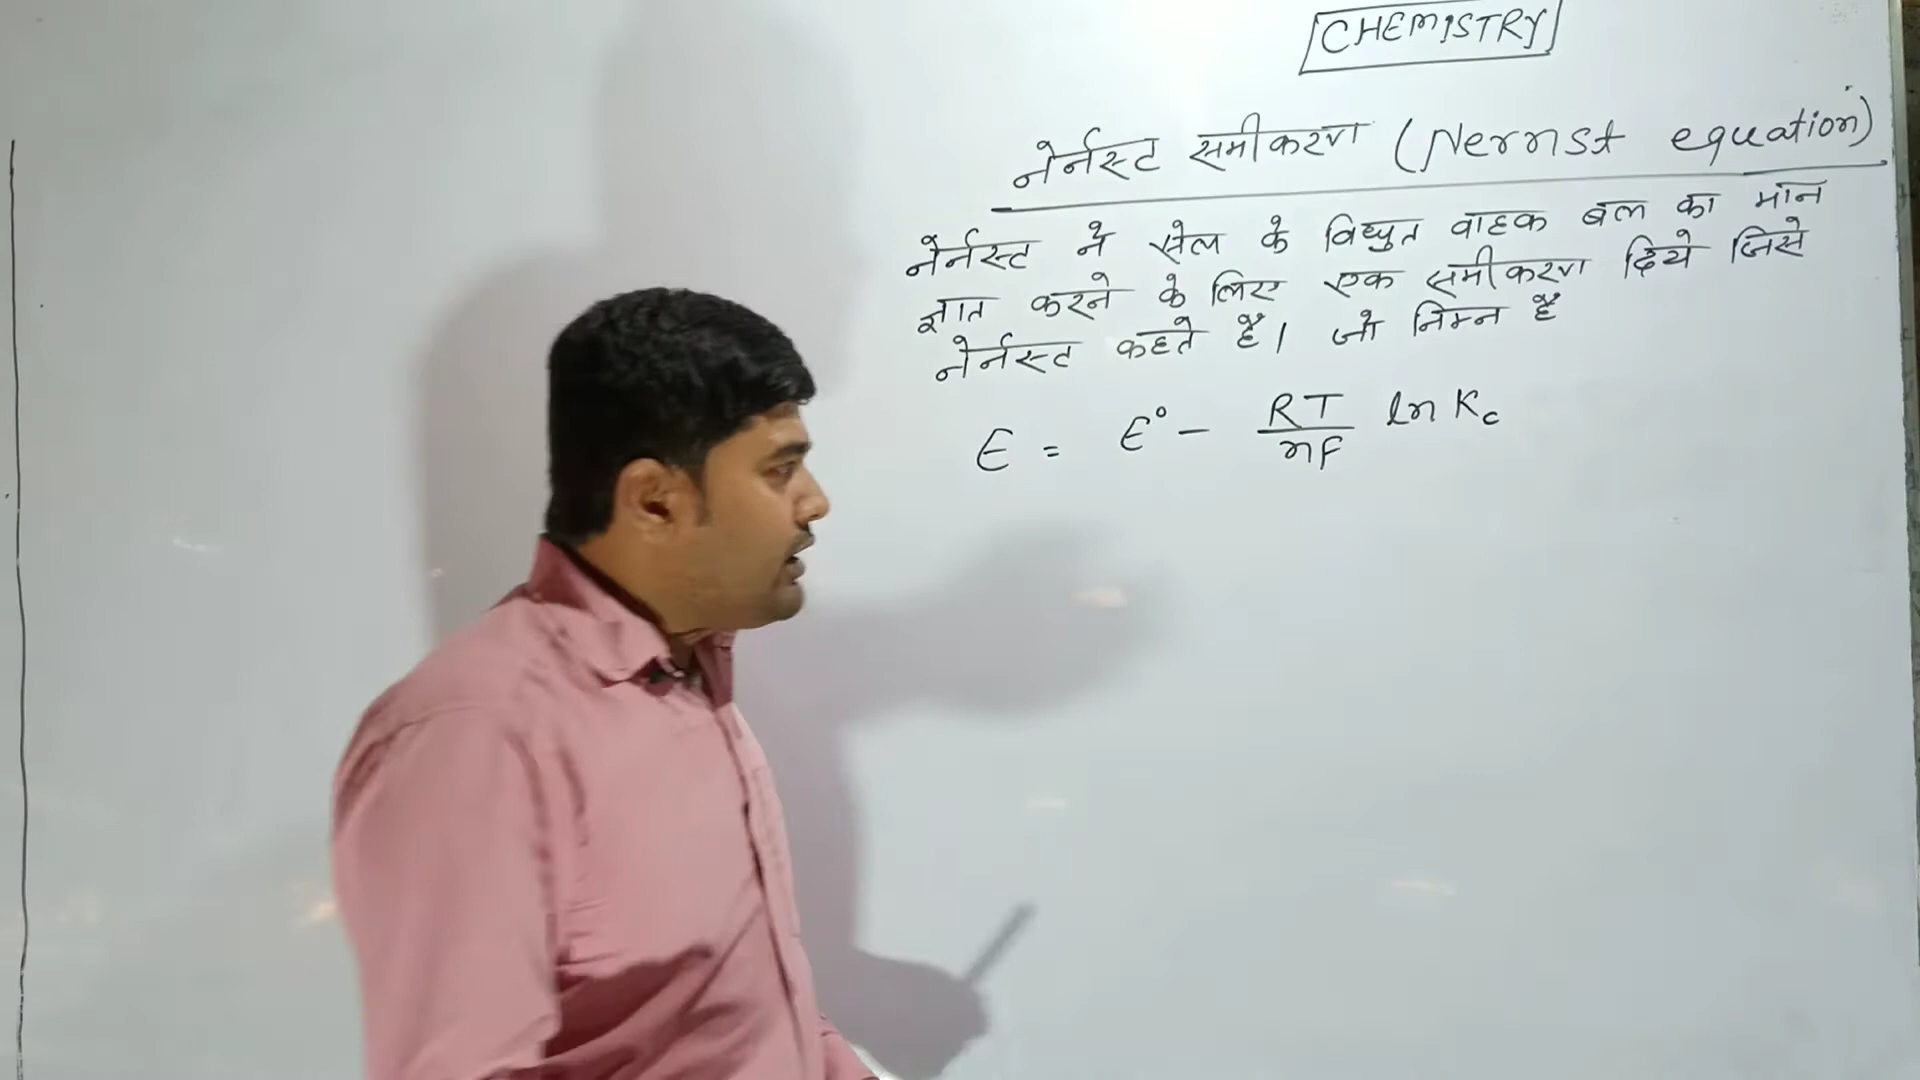 CHEMISTRY
नेर्नस्ट समीकरण (Nernst equation)
नेर्नस्ट ने सेल के विद्युत वाहक बल का मान
ज्ञात करने के लिए एक समीकरण दिये जिसे
नेर्नस्ट कहते हैं। जो निम्न है
E = E° - RT/nF ln Kc